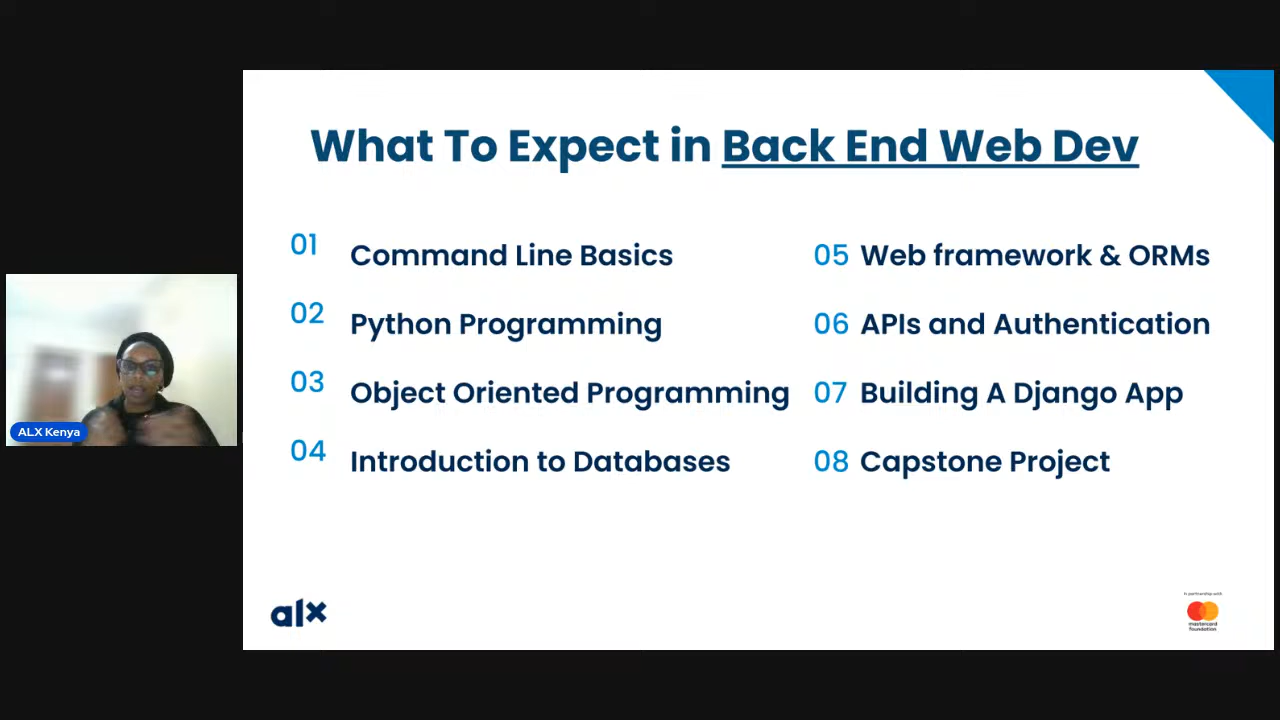 What To Expect in Back End Web Dev
01 Command Line Basics
02 Python Programming
03 Object Oriented Programming
04 Introduction to Databases
05 Web framework & ORMs
06 APIs and Authentication
07 Building A Django App
08 Capstone Project
ALX Kenya
alx
In partnership with
mastercard
foundation